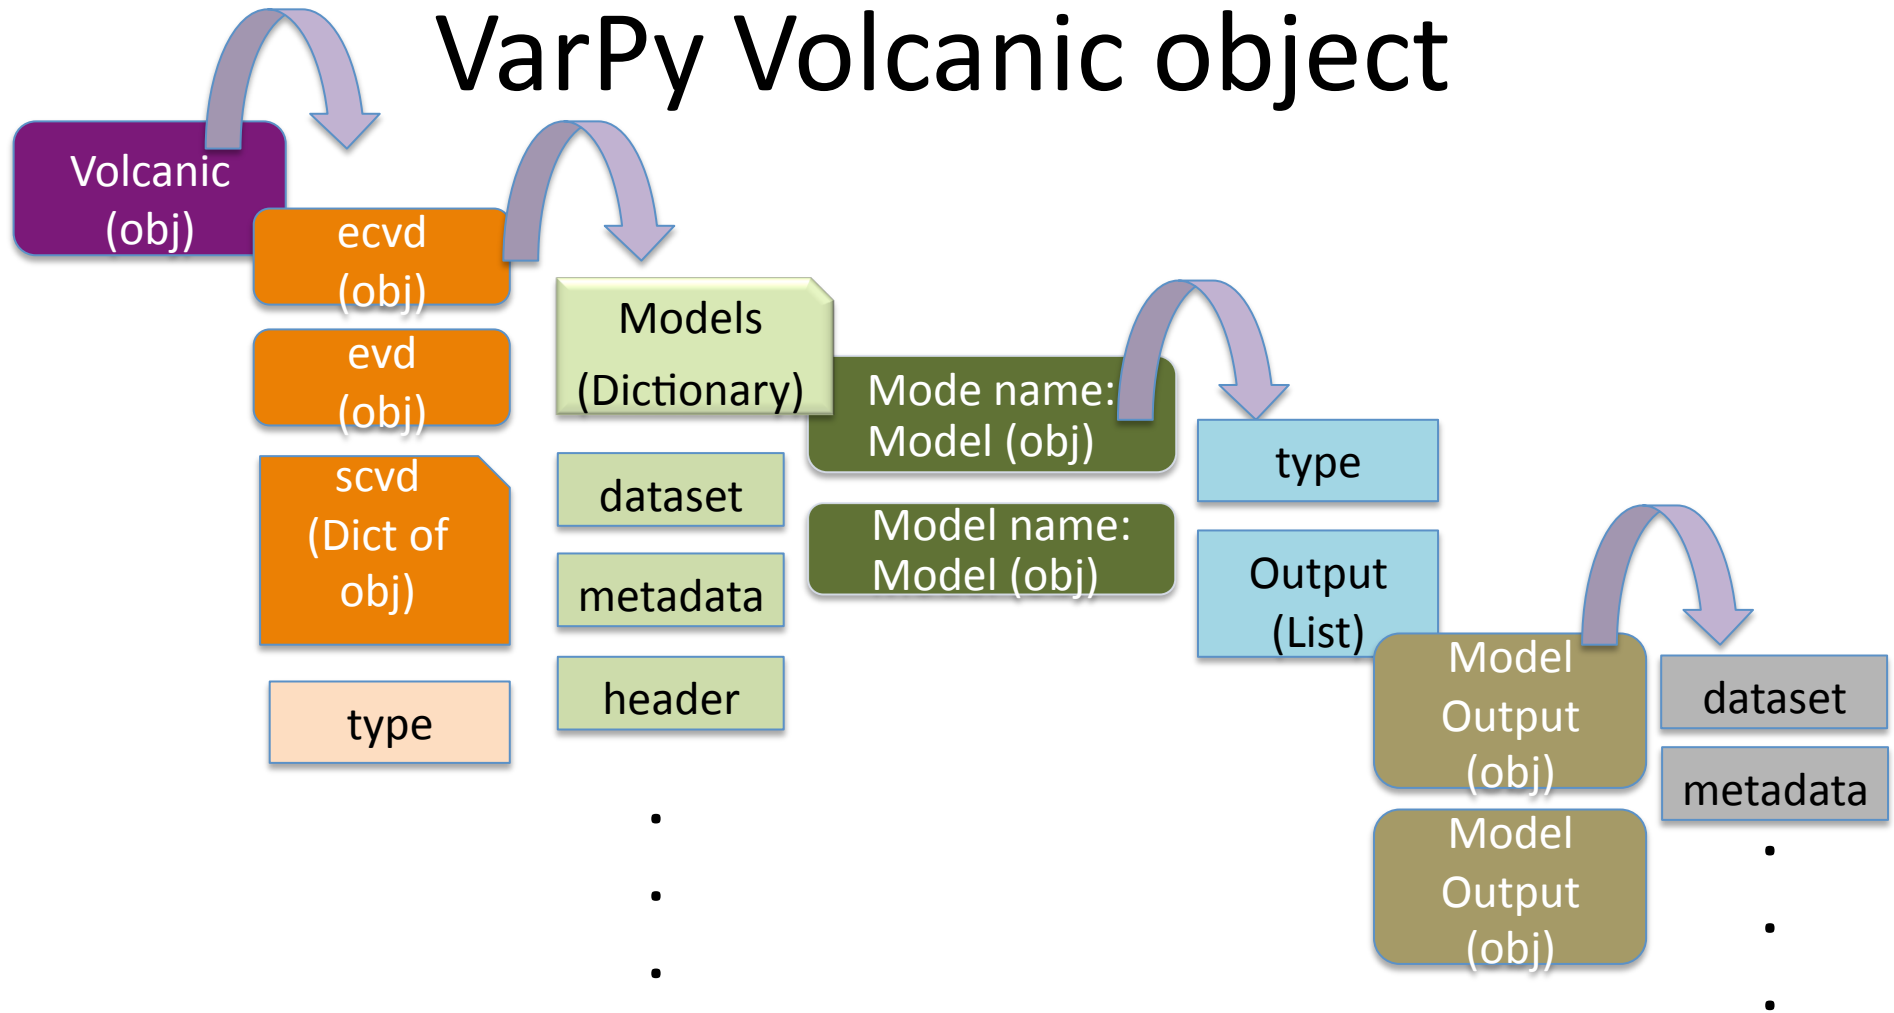 VarPy Volcanic object
Volcanic
(obj)
ecvd
(obj)
evd
(obj)
scvd
(Dict of
obj)
type
Models
(Dictionary)
dataset
metadata
header
.
.
.
Mode name:
Model (obj)
Model name:
Model (obj)
type
Output
(List)
Model
Output
(obj)
Model
Output
(obj)
dataset
metadata
.
.
.